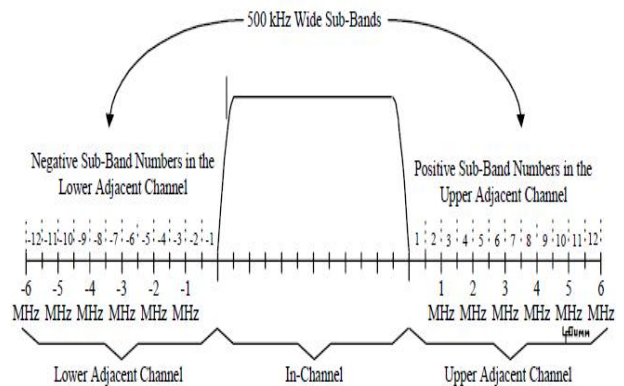 500 kHz Wide Sub-Bands
Negative Sub-Band Numbers in the
Lower Adjacent Channel
Positive Sub-Band Numbers in the
Upper Adjacent Channel
-12 -11 -10 -9 -8 -7 -6 -5 -4 -3 -2 -1
1 2 3 4 5 6 7 8 9 10 11 12
-6 -5 -4 -3 -2 -1
MHz MHz MHz MHz MHz MHz
1 2 3 4 5 6
MHz MHz MHz MHz MHz MHz
Lower Adjacent Channel
In-Channel
Upper Adjacent Channel